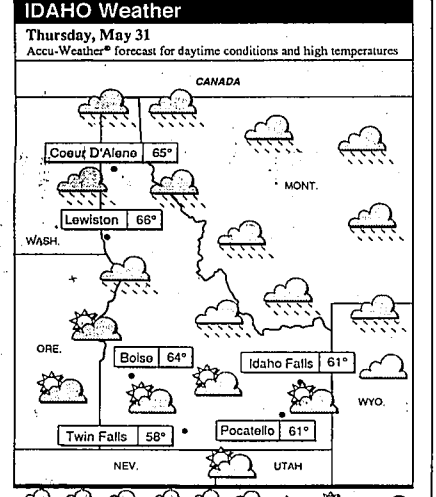 IDAHO Weather
Thursday, May 31
Accu-Weather® forecast for daytime conditions and high temperatures
CANADA
Coeur D'Alene 65°
MONT.
Lewiston 66°
WASH.
ORE.
Boise 64°
Idaho Falls 61°
WYO.
Twin Falls 58°
Pocatello 61°
NEV.
UTAH